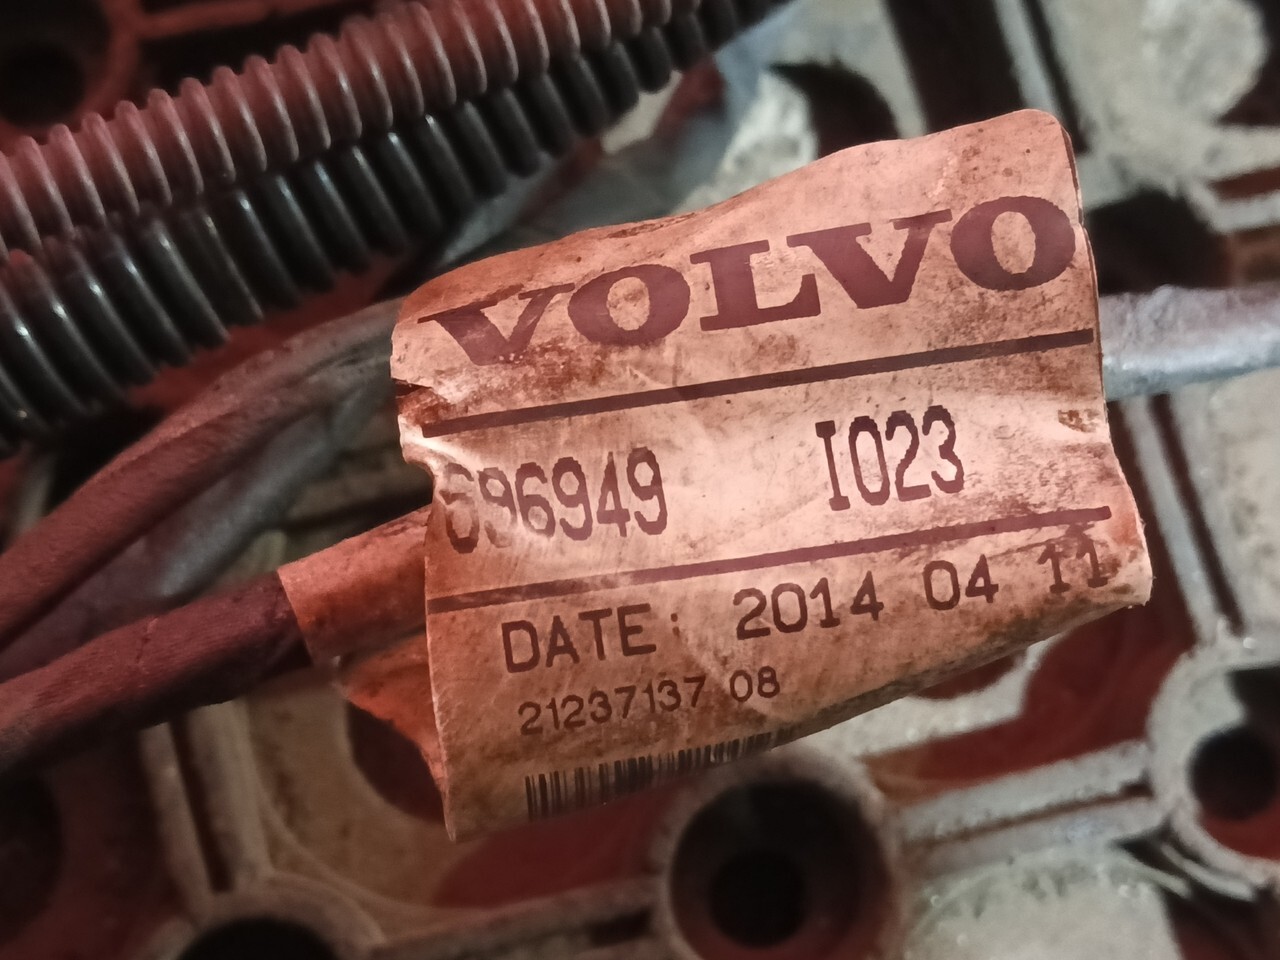 VOLVO
696949 I023
DATE: 2014 04 11
21237137 08